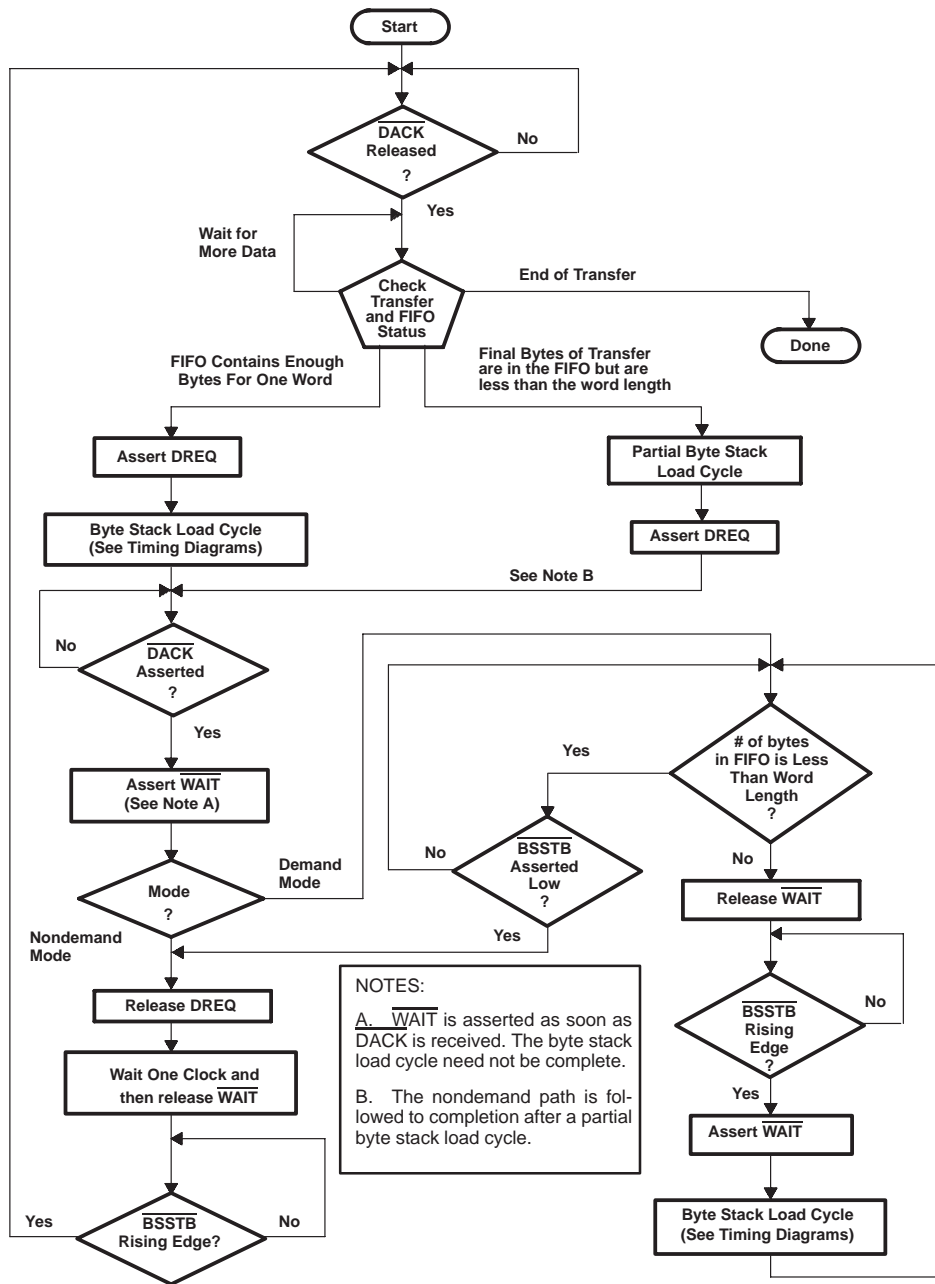 Start
DACK
Released
?
No
Yes
Wait for
More Data
Check
Transfer
and FIFO
Status
End of Transfer
Done
FIFO Contains Enough
Bytes For One Word
Final Bytes of Transfer
are in the FIFO but are
less than the word length
Assert DREQ
Partial Byte Stack
Load Cycle
Byte Stack Load Cycle
(See Timing Diagrams)
Assert DREQ
See Note B
No
DACK
Asserted
?
Yes
Assert WAIT
(See Note A)
Mode
?
Demand
Mode
Nondemand
Mode
Release DREQ
Wait One Clock and
then release WAIT
Yes
BSSTB
Rising Edge?
No
# of bytes
in FIFO is Less
Than Word
Length
?
Yes
No
BSSTB
Asserted
Low
?
No
Yes
Release WAIT
BSSTB
Rising
Edge
?
No
Yes
Assert WAIT
Byte Stack Load Cycle
(See Timing Diagrams)
NOTES:
A. WAIT is asserted as soon as
DACK is received. The byte stack
load cycle need not be complete.
B. The nondemand path is fol-
lowed to completion after a partial
byte stack load cycle.